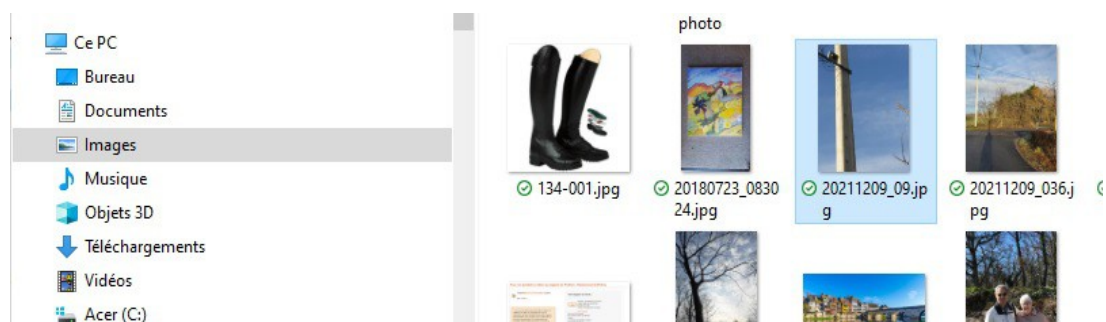 Ce PC
Bureau
Documents
Images
Musique
Objets 3D
Téléchargements
Vidéos
Acer (C:)
photo
134-001.jpg
20180723_0830
24.jpg
20211209_09.jp
g
20211209_036.j
pg